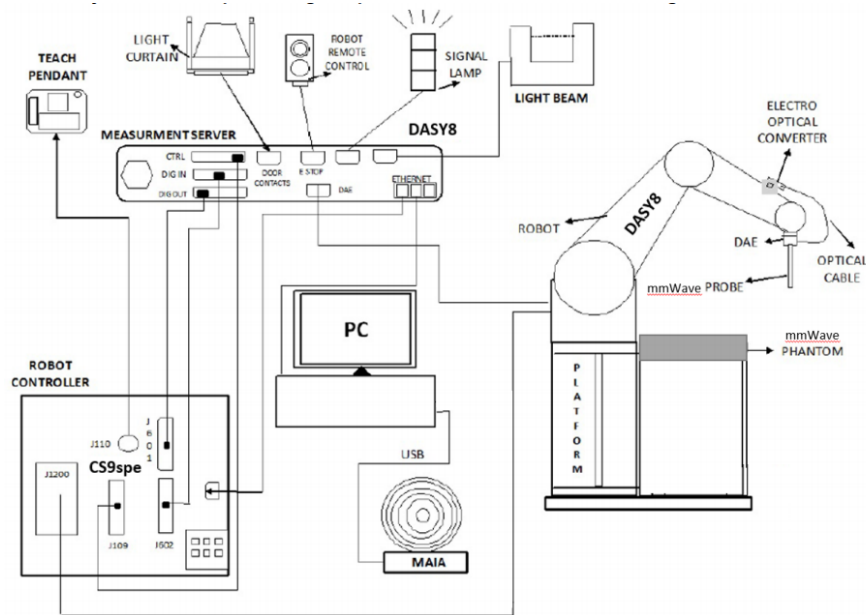 LIGHT
CURTAIN
ROBOT
REMOTE
CONTROL
SIGNAL
LAMP
LIGHT BEAM
TEACH
PENDANT
MEASURMENT SERVER
DASY8
CTRL
DIG IN
DIG OUT
DOOR
CONTACTS
E STOP
DAE
ETHERNET
ELECTRO
OPTICAL
CONVERTER
ROBOT
DASY8
DAE
OPTICAL
CABLE
mmWave PROBE
mmWave
PHANTOM
PLATFORM
PC
USB
MAIA
ROBOT
CONTROLLER
J110
J601
CS9spe
J1200
J109
J602